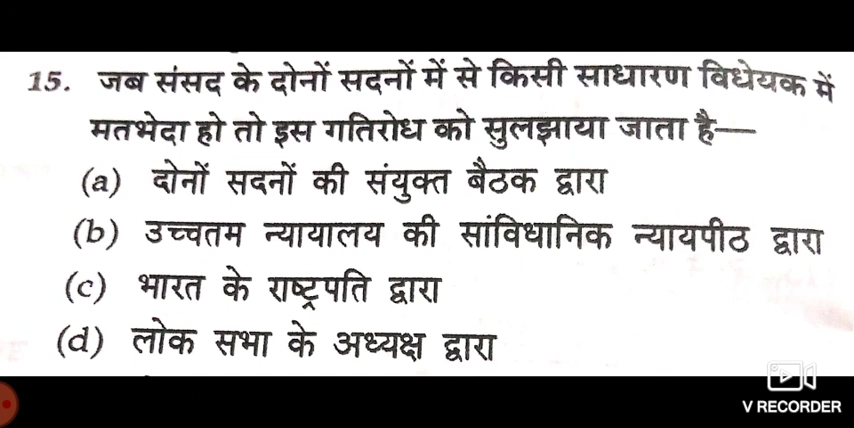 15. जब संसद के दोनों सदनों में से किसी साधारण विधेयक में
मतभेदा हो तो इस गतिरोध को सुलझाया जाता है—
(a) दोनों सदनों की संयुक्त बैठक द्वारा
(b) उच्चतम न्यायालय की सांविधानिक न्यायपीठ द्वारा
(c) भारत के राष्ट्रपति द्वारा
(d) लोक सभा के अध्यक्ष द्वारा
V RECORDER